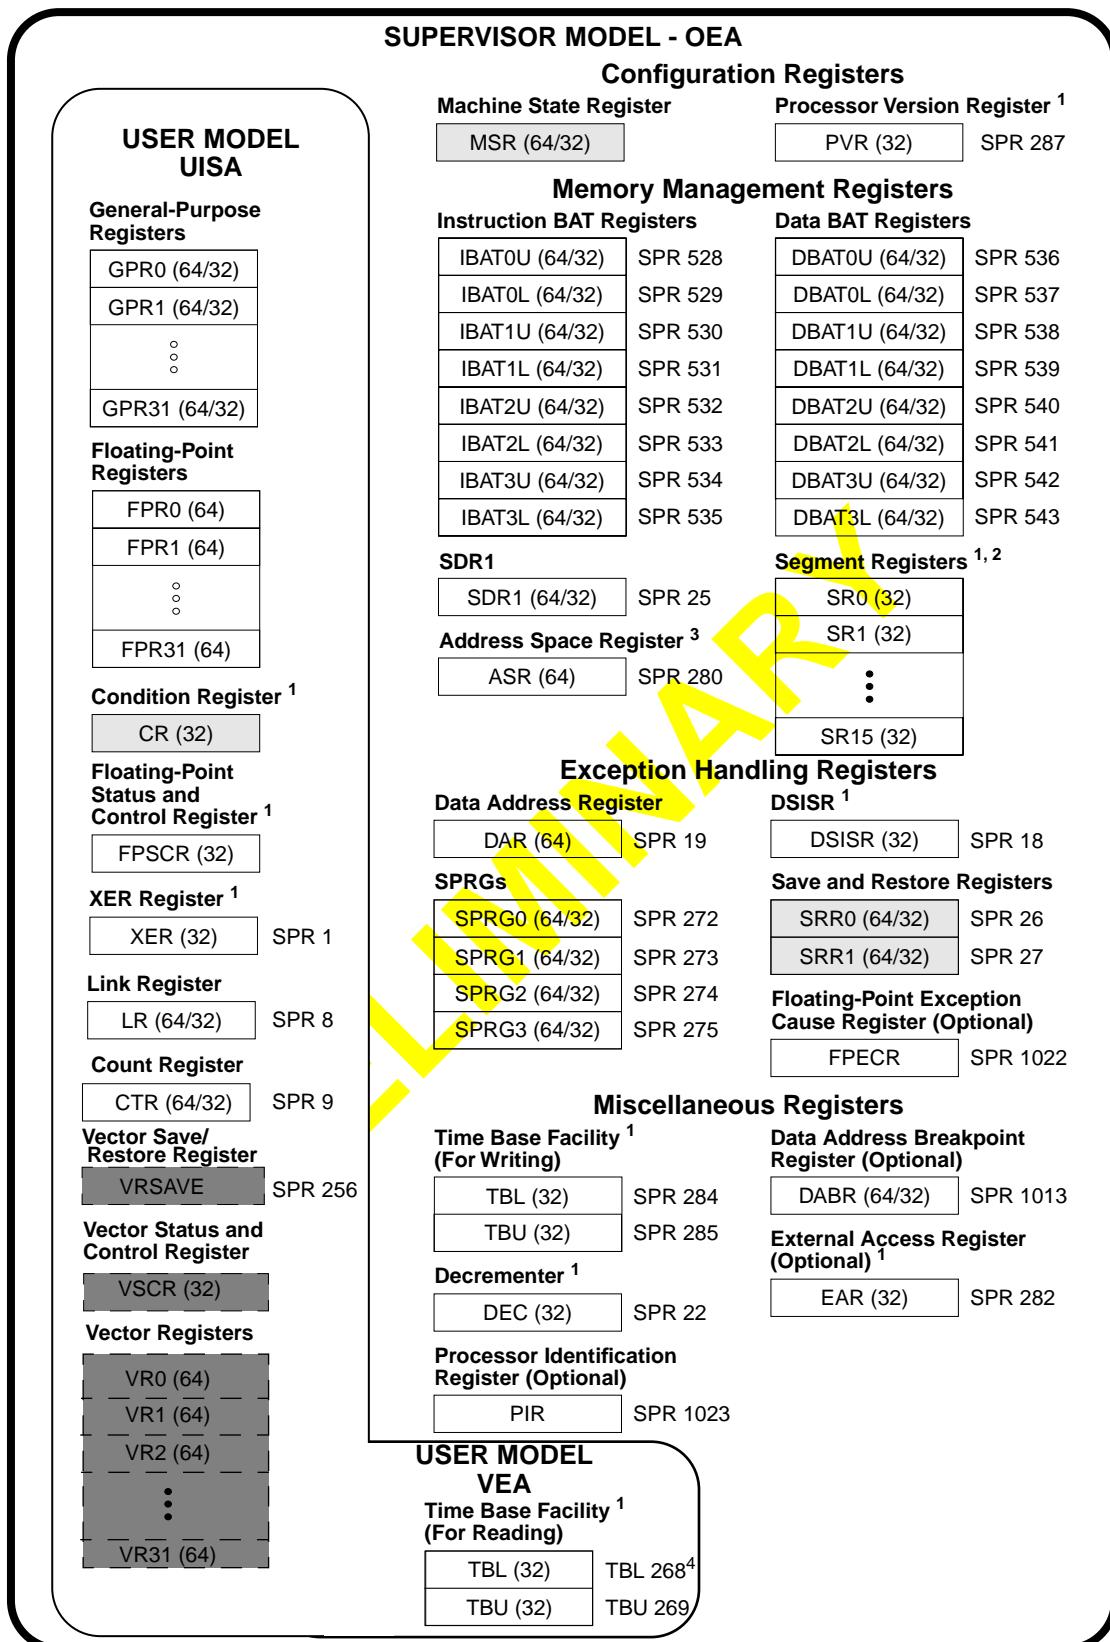 SUPERVISOR MODEL - OEA
Configuration Registers
Machine State Register
MSR (64/32)
Processor Version Register 1
PVR (32) SPR 287
Memory Management Registers
Instruction BAT Registers
IBAT0U (64/32) SPR 528
IBAT0L (64/32) SPR 529
IBAT1U (64/32) SPR 530
IBAT1L (64/32) SPR 531
IBAT2U (64/32) SPR 532
IBAT2L (64/32) SPR 533
IBAT3U (64/32) SPR 534
IBAT3L (64/32) SPR 535
Data BAT Registers
DBAT0U (64/32) SPR 536
DBAT0L (64/32) SPR 537
DBAT1U (64/32) SPR 538
DBAT1L (64/32) SPR 539
DBAT2U (64/32) SPR 540
DBAT2L (64/32) SPR 541
DBAT3U (64/32) SPR 542
DBAT3L (64/32) SPR 543
SDR1
SDR1 (64/32) SPR 25
Address Space Register 3
ASR (64) SPR 280
Segment Registers 1, 2
SR0 (32)
SR1 (32)
SR15 (32)
Exception Handling Registers
Data Address Register
DAR (64) SPR 19
DSISR 1
DSISR (32) SPR 18
SPRGs
SPRG0 (64/32) SPR 272
SPRG1 (64/32) SPR 273
SPRG2 (64/32) SPR 274
SPRG3 (64/32) SPR 275
Save and Restore Registers
SRR0 (64/32) SPR 26
SRR1 (64/32) SPR 27
Floating-Point Exception
Cause Register (Optional)
FPECR SPR 1022
Miscellaneous Registers
Time Base Facility 1
(For Writing)
TBL (32) SPR 284
TBU (32) SPR 285
Data Address Breakpoint
Register (Optional)
DABR (64/32) SPR 1013
Decrementer 1
DEC (32) SPR 22
External Access Register
(Optional) 1
EAR (32) SPR 282
Processor Identification
Register (Optional)
PIR SPR 1023
USER MODEL
UISA
General-Purpose
Registers
GPR0 (64/32)
GPR1 (64/32)
GPR31 (64/32)
Floating-Point
Registers
FPR0 (64)
FPR1 (64)
FPR31 (64)
Condition Register 1
CR (32)
Floating-Point
Status and
Control Register 1
FPSCR (32)
XER Register 1
XER (32) SPR 1
Link Register
LR (64/32) SPR 8
Count Register
CTR (64/32) SPR 9
Vector Save/
Restore Register
VRSAVE SPR 256
Vector Status and
Control Register
VSCR (32)
Vector Registers
VR0 (64)
VR1 (64)
VR2 (64)
VR31 (64)
USER MODEL
VEA
Time Base Facility 1
(For Reading)
TBL (32) TBL 268 4
TBU (32) TBU 269
ELIMINARY